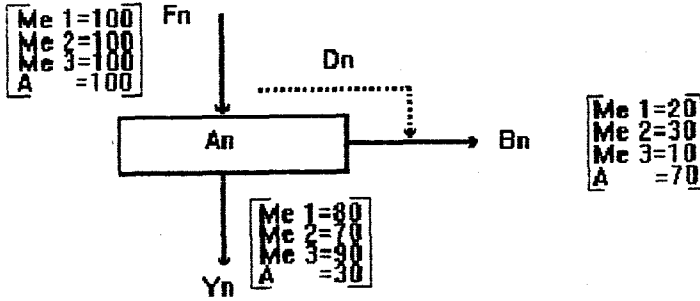 Me 1=100
Me 2=100
Me 3=100
A =100
Fn
Dn
An
Bn
Me 1=20
Me 2=30
Me 3=10
A =70
Me 1=80
Me 2=70
Me 3=90
A =30
Yn